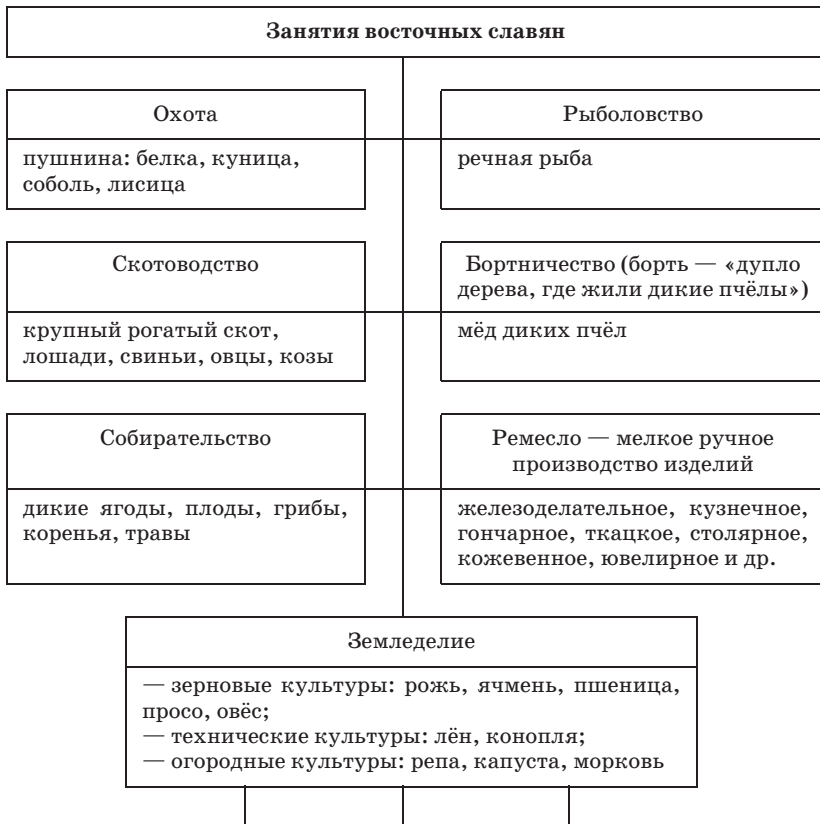 Занятия восточных славян
Охота
пушнина: белка, куница,
соболь, лисица
Рыболовство
речная рыба
Скотоводство
крупный рогатый скот,
лошади, свиньи, овцы, козы
Бортничество (борть — «дупло
дерева, где жили дикие пчёлы»)
мёд диких пчёл
Собирательство
дикие ягоды, плоды, грибы,
коренья, травы
Ремесло — мелкое ручное
производство изделий
железоделательное, кузнечное,
гончарное, ткацкое, столярное,
кожевенное, ювелирное и др.
Земледелие
— зерновые культуры: рожь, ячмень, пшеница,
просо, овёс;
— технические культуры: лён, конопля;
— огородные культуры: репа, капуста, морковь